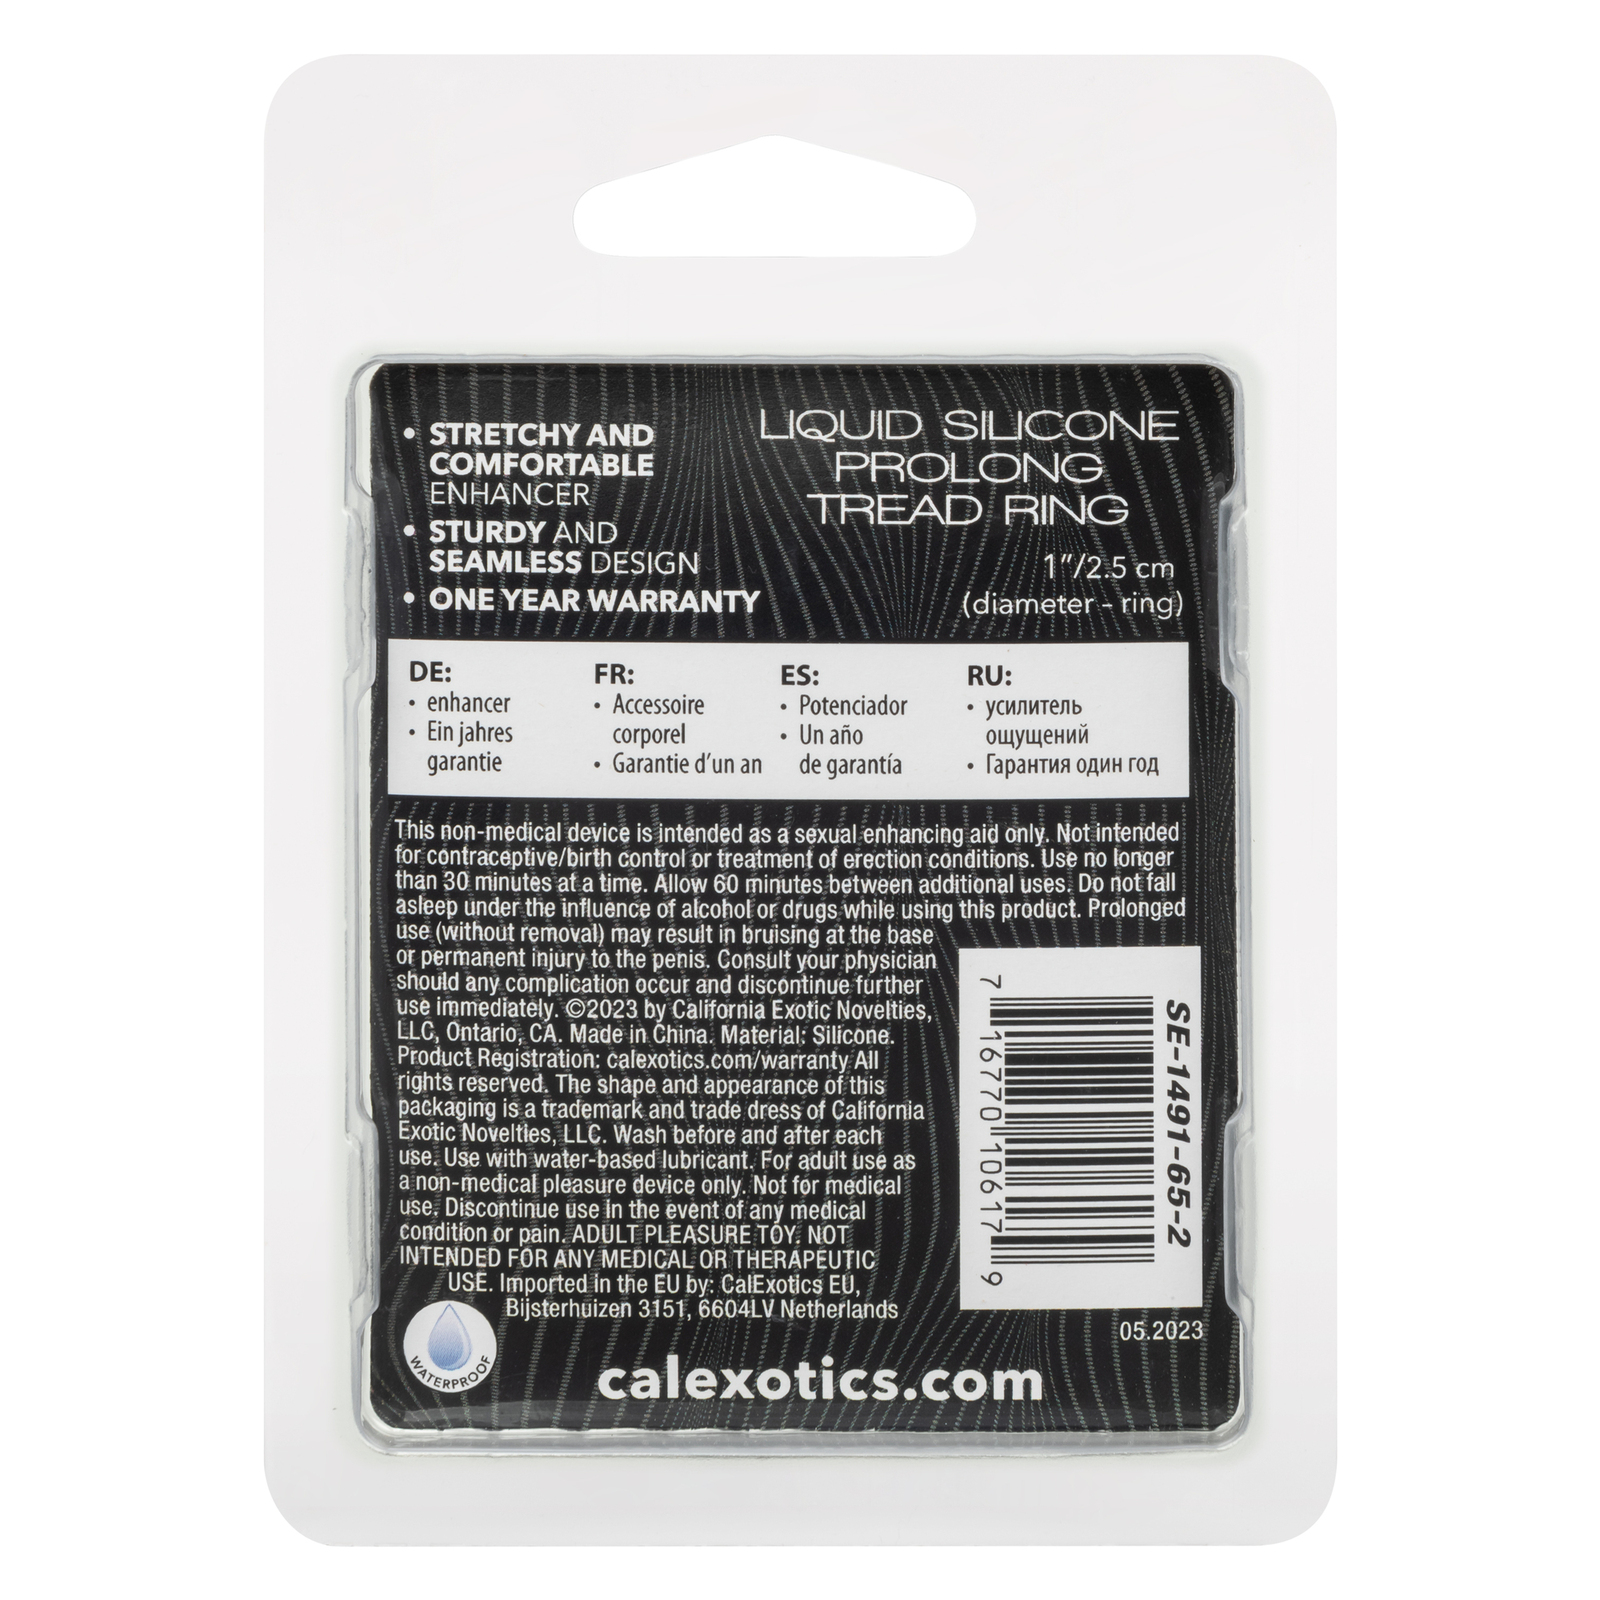 • STRETCHY AND
COMFORTABLE
ENHANCER
• STURDY AND
SEAMLESS DESIGN
• ONE YEAR WARRANTY
LIQUID SILICONE
PROLONG
TREAD RING
1"/2.5 cm
(diameter - ring)
DE:
• enhancer
• Ein jahres
garantie
FR:
• Accessoire
corporel
• Garantie d'un an
ES:
• Potenciador
• Un año
de garantía
RU:
• усилитель
ощущений
• Гарантия один год
This non-medical device is intended as a sexual enhancing aid only. Not intended
for contraceptive/birth control or treatment of erection conditions. Use no longer
than 30 minutes at a time. Allow 60 minutes between additional uses. Do not fall
asleep under the influence of alcohol or drugs while using this product. Prolonged
use (without removal) may result in bruising at the base
or permanent injury to the penis. Consult your physician
should any complication occur and discontinue further
use immediately. ©2023 by California Exotic Novelties,
LLC, Ontario, CA. Made in China. Material: Silicone.
Product Registration: calexotics.com/warranty All
rights reserved. The shape and appearance of this
packaging is a trademark and trade dress of California
Exotic Novelties, LLC. Wash before and after each
use. Use with water-based lubricant. For adult use as
a non-medical pleasure device only. Not for medical
use. Discontinue use in the event of any medical
condition or pain. ADULT PLEASURE TOY. NOT
INTENDED FOR ANY MEDICAL OR THERAPEUTIC
USE. Imported in the EU by: CalExotics EU,
Bijsterhuizen 3151, 6604LV Netherlands
SE-1491-65-2
7 16770 10617 9
05.2023
WATERPROOF
calexotics.com